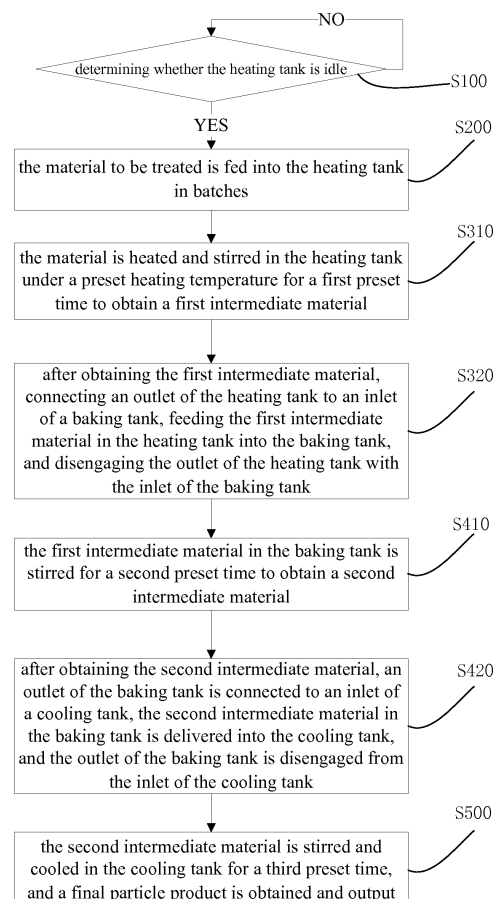 NO
determining whether the heating tank is idle
S100
YES
S200
the material to be treated is fed into the heating tank
in batches
S310
the material is heated and stirred in the heating tank
under a preset heating temperature for a first preset
time to obtain a first intermediate material
S320
after obtaining the first intermediate material,
connecting an outlet of the heating tank to an inlet
of a baking tank, feeding the first intermediate
material in the heating tank into the baking tank,
and disengaging the outlet of the heating tank with
the inlet of the baking tank
S410
the first intermediate material in the baking tank is
stirred for a second preset time to obtain a second
intermediate material
S420
after obtaining the second intermediate material, an
outlet of the baking tank is connected to an inlet of
a cooling tank, the second intermediate material in
the baking tank is delivered into the cooling tank,
and the outlet of the baking tank is disengaged from
the inlet of the cooling tank
S500
the second intermediate material is stirred and
cooled in the cooling tank for a third preset time,
and a final particle product is obtained and output